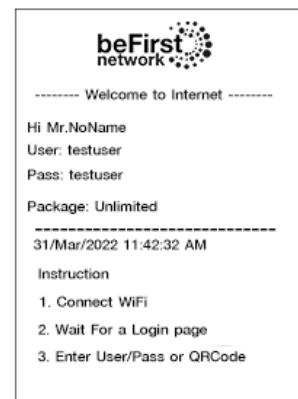 beFirst
network
-------- Welcome to Internet --------
Hi Mr.NoName
User: testuser
Pass: testuser
Package: Unlimited
-----------------------------
31/Mar/2022 11:42:32 AM
Instruction
1. Connect WiFi
2. Wait For a Login page
3. Enter User/Pass or QRCode